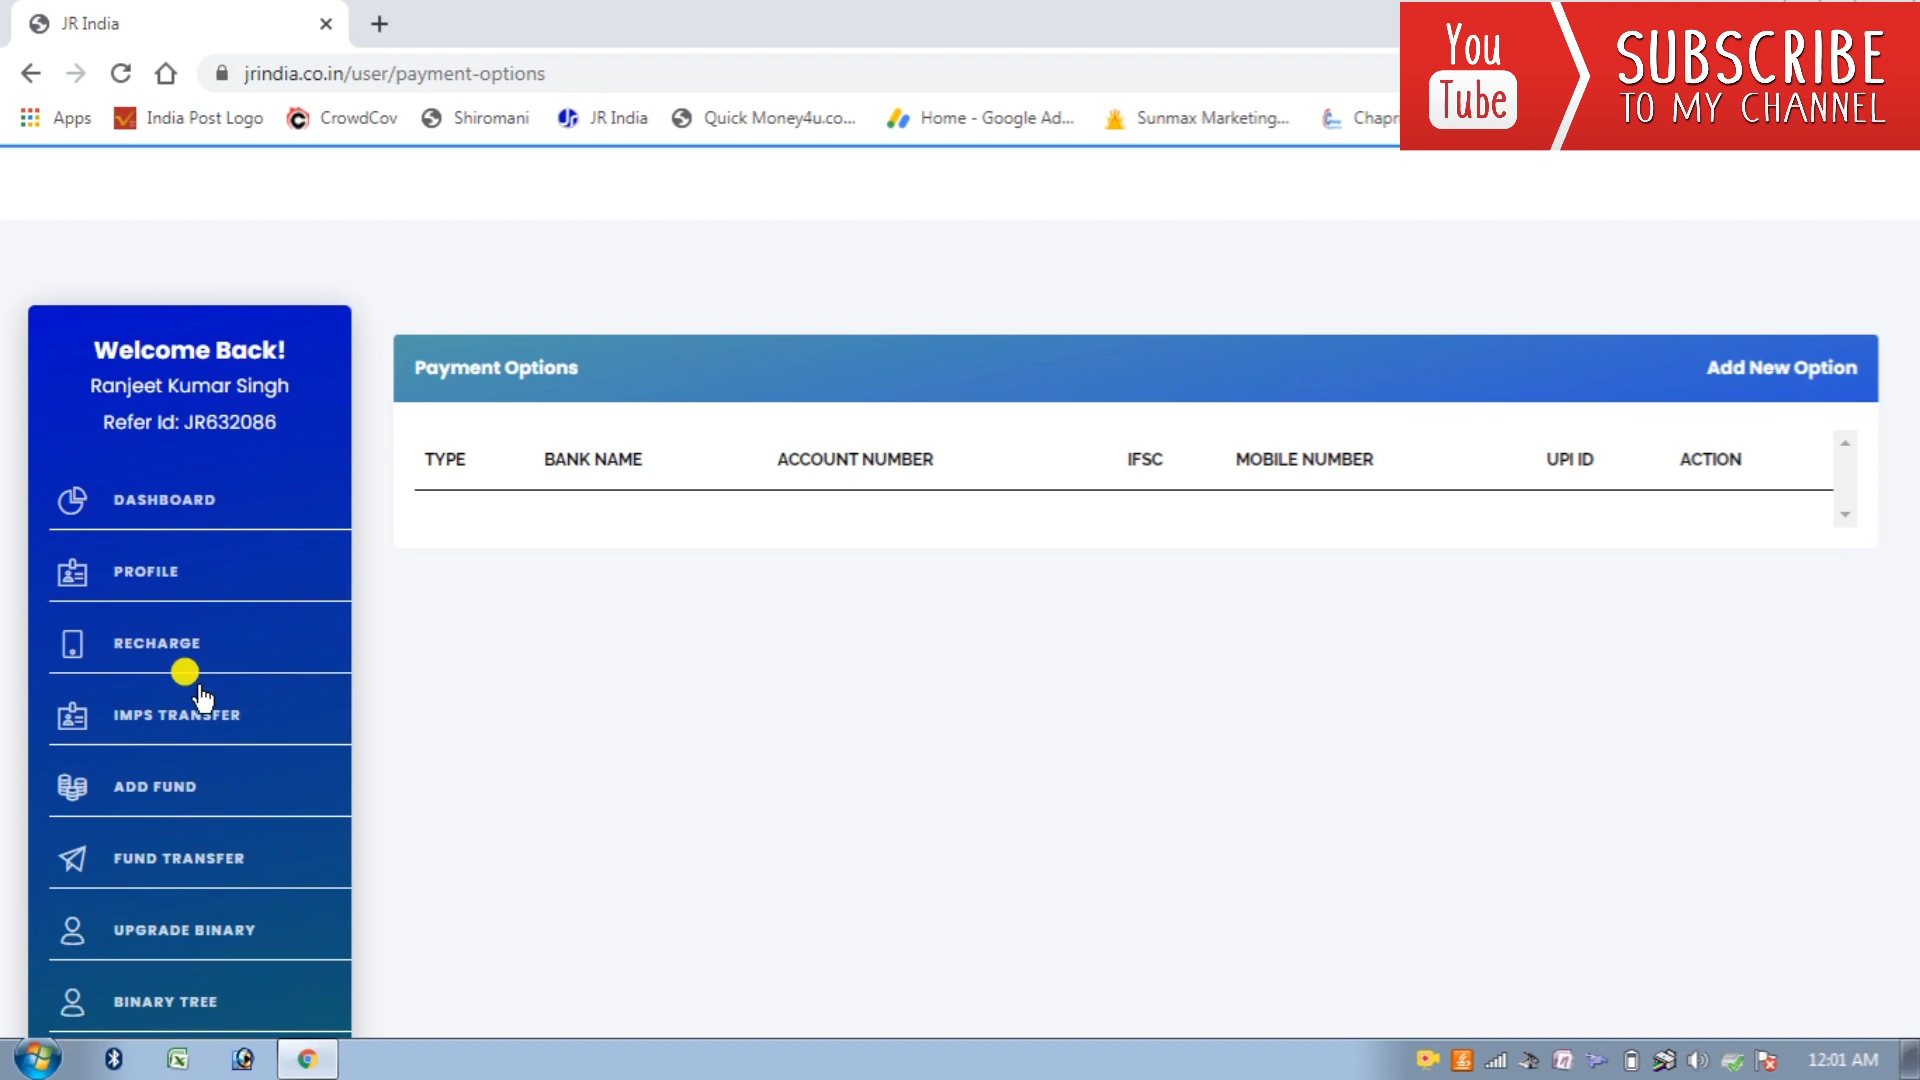 JR India
jrindia.co.in/user/payment-options
Apps
India Post Logo
CrowdCov
Shiromani
JR India
Quick Money4u.co...
Home - Google Ad...
Sunmax Marketing...
Chapr
You
Tube
SUBSCRIBE
TO MY CHANNEL
Welcome Back!
Ranjeet Kumar Singh
Refer Id: JR632086
DASHBOARD
PROFILE
RECHARGE
IMPS TRANSFER
ADD FUND
FUND TRANSFER
UPGRADE BINARY
BINARY TREE
Payment Options
Add New Option
TYPE BANK NAME ACCOUNT NUMBER IFSC MOBILE NUMBER UPI ID ACTION
12:01 AM